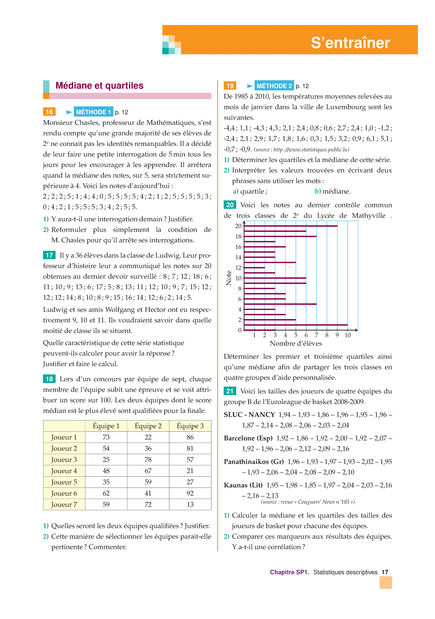 S'entraîner
Médiane et quartiles
16 ► MÉTHODE 1 p. 12
Monsieur Chasles, professeur de Mathématiques, s'est
rendu compte qu'une grande majorité de ses élèves de
2e ne connait pas les identités remarquables. Il a décidé
de leur faire une petite interrogation de 5 min tous les
jours pour les encourager à les apprendre. Il arrêtera
quand la médiane des notes, sur 5, sera strictement su-
périeure à 4. Voici les notes d'aujourd'hui :
2 ; 2 ; 2 ; 5 ; 1 ; 4 ; 4 ; 0 ; 5 ; 5 ; 5 ; 5 ; 4 ; 2 ; 1 ; 2 ; 5 ; 5 ; 5 ; 5 ; 3 ;
0 ; 4 ; 2 ; 1 ; 5 ; 5 ; 5 ; 3 ; 4 ; 2 ; 5 ; 5.
1) Y aura-t-il une interrogation demain ? Justifier.
2) Reformuler plus simplement la condition de
M. Chasles pour qu'il arrête ses interrogations.
17 Il y a 36 élèves dans la classe de Ludwig. Leur pro-
fesseur d'histoire leur a communiqué les notes sur 20
obtenues au dernier devoir surveillé : 8 ; 7 ; 12 ; 18 ; 6 ;
11 ; 10 ; 9 ; 13 ; 6 ; 17 ; 5 ; 8 ; 13 ; 11 ; 12 ; 10 ; 9 ; 7 ; 15 ; 12 ;
12 ; 12 ; 14 ; 8 ; 10 ; 8 ; 9 ; 15 ; 16 ; 14 ; 12 ; 6 ; 2 ; 14 ; 5.
Ludwig et ses amis Wolfgang et Hector ont eu respec-
tivement 9, 10 et 11. Ils voudraient savoir dans quelle
moitié de classe ils se situent.
Quelle caractéristique de cette série statistique
peuvent-ils calculer pour avoir la réponse ?
Justifier et faire le calcul.
18 Lors d'un concours par équipe de sept, chaque
membre de l'équipe subit une épreuve et se voit attri-
buer un score sur 100. Les deux équipes dont le score
médian est le plus élevé sont qualifiées pour la finale.
Équipe 1 Équipe 2 Équipe 3
Joueur 1 73 22 86
Joueur 2 54 36 81
Joueur 3 25 78 57
Joueur 4 48 67 21
Joueur 5 35 59 27
Joueur 6 62 41 92
Joueur 7 59 72 13
1) Quelles seront les deux équipes qualifiées ? Justifier.
2) Cette manière de sélectionner les équipes parait-elle
pertinente ? Commenter.
19 ► MÉTHODE 2 p. 12
De 1985 à 2010, les températures moyennes relevées au
mois de janvier dans la ville de Luxembourg sont les
suivantes.
-4,4 ; 1,1 ; -4,3 ; 4,3 ; 2,1 ; 2,4 ; 0,8 ; 0,6 ; 2,7 ; 2,4 ; 1,0 ; -1,2 ;
-2,4 ; 2,1 ; 2,9 ; 1,7 ; 1,8 ; 1,6 ; 0,3 ; 1,5 ; 3,2 ; 0,9 ; 6,1 ; 5,1 ;
-0,7 ; -0,9. (source : http ://www.statistiques.public.lu)
1) Déterminer les quartiles et la médiane de cette série.
2) Interpréter les valeurs trouvées en écrivant deux
phrases sans utiliser les mots :
a) quartile ; b) médiane.
20 Voici les notes au dernier contrôle commun
de trois classes de 2e du Lycée de Mathyville .
20
18
16
14
12
10
8
6
4
2
0
Note
1 2 3 4 5 6 7 8 9 10
Nombre d'élèves
Déterminer les premier et troisième quartiles ainsi
qu'une médiane afin de partager les trois classes en
quatre groupes d'aide personnalisée.
21 Voici les tailles des joueurs de quatre équipes du
groupe B de l'Euroleague de basket 2008-2009.
SLUC - NANCY 1,94 – 1,93 – 1,86 – 1,96 – 1,95 – 1,96 –
1,87 – 2,14 – 2,08 – 2,06 – 2,03 – 2,04
Barcelone (Esp) 1,92 – 1,86 – 1,92 – 2,00 – 1,92 – 2,07 –
1,92 – 1,96 – 2,06 – 2,12 – 2,09 – 2,16
Panathinaikos (Gr) 1,96 – 1,93 – 1,97 – 1,93 – 2,02 – 1,95
– 1,93 – 2,06 – 2,04 – 2,08 – 2,09 – 2,10
Kaunas (Lit) 1,95 – 1,98 – 1,85 – 1,97 – 2,04 – 2,03 – 2,16
– 2,16 – 2,13
(source : revue « Couguars' News n°185 »)
1) Calculer la médiane et les quartiles des tailles des
joueurs de basket pour chacune des équipes.
2) Comparer ces marqueurs aux résultats des équipes.
Y a-t-il une corrélation ?
Chapitre SP1. Statistiques descriptives 17